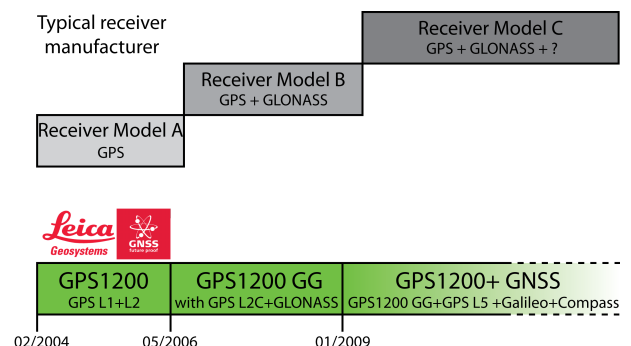 Typical receiver
manufacturer
Receiver Model C
GPS + GLONASS + ?
Receiver Model B
GPS + GLONASS
Receiver Model A
GPS
Leica
Geosystems
GNSS
future proof
GPS1200
GPS L1+L2
GPS1200 GG
with GPS L2C+GLONASS
GPS1200+ GNSS
GPS1200 GG+GPS L5 +Galileo+Compass
02/2004
05/2006
01/2009